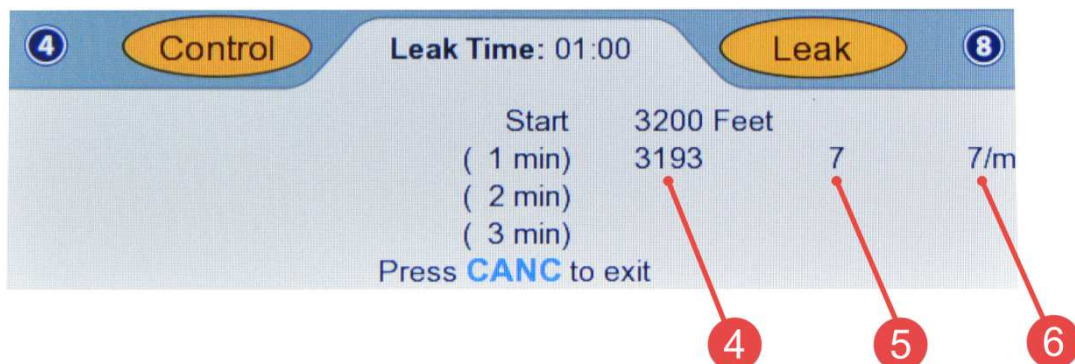 4 Control Leak Time: 01:00 Leak 8
Start 3200 Feet
( 1 min) 3193 7 7/m
( 2 min)
( 3 min)
Press CANC to exit
4 5 6